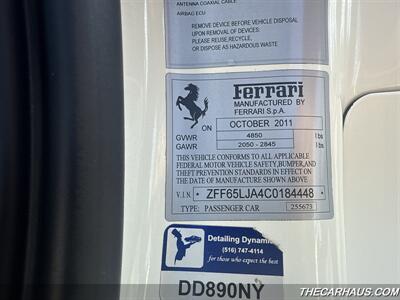 ANTENNA COAXIAL CABLE
AIRBAG ECU
REMOVE DEVICE BEFORE VEHICLE DISPOSAL
UPON REMOVAL OF DEVICES:
PLEASE REUSE,RECYCLE,
OR DISPOSE AS HAZARDOUS WASTE
Ferrari
MANUFACTURED BY
FERRARI S.p.A.
ON OCTOBER 2011
GVWR 4850 lbs
GAWR 2050 - 2845 lbs
THIS VEHICLE CONFORMS TO ALL APPLICABLE
FEDERAL MOTOR VEHICLE SAFETY,BUMPER,AND
THEFT PREVENTION STANDARDS IN EFFECT ON THE
DATE OF MANUFACTURE SHOWN ABOVE
V.I.N. * ZFF65LJA4C0184448 *
TYPE: PASSENGER CAR 255673
Detailing Dynamics
(516) 747-4114
for those who expect the best
DD890NY
THECARHAUS.COM